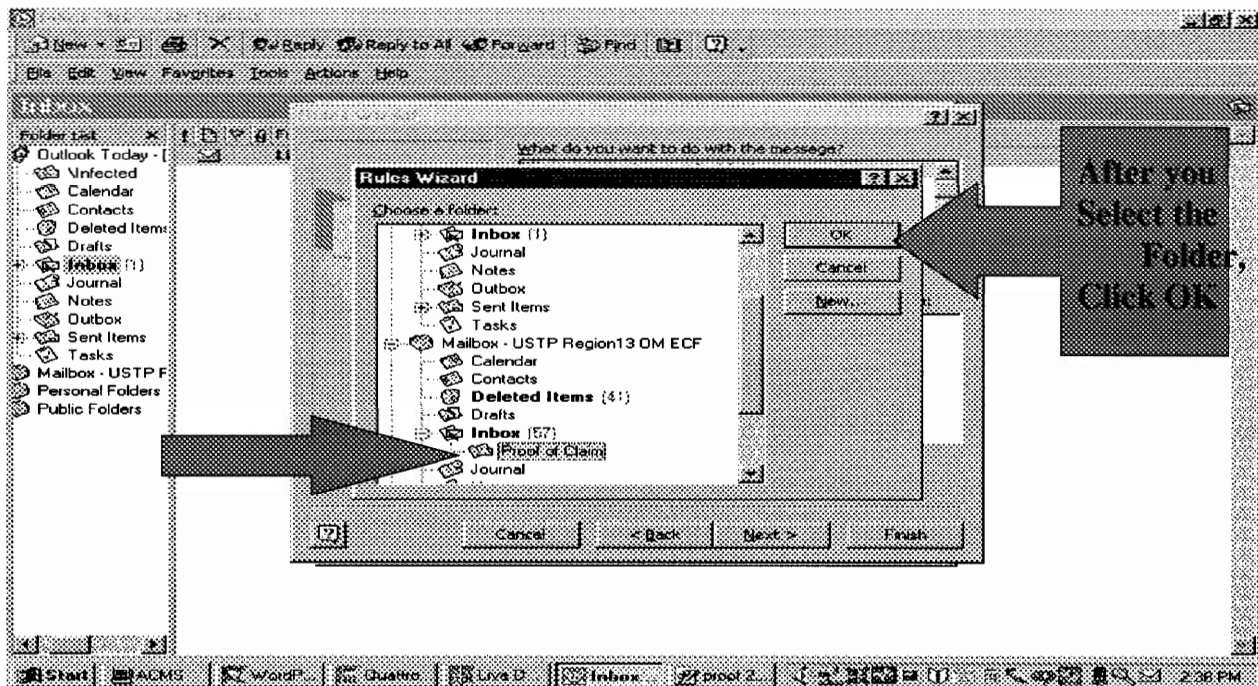 New
Reply
Reply to All
Forward
Find
File Edit View Favorites Tools Actions Help
Inbox
Folder List
Outlook Today - [
\Infected
Calendar
Contacts
Deleted Items
Drafts
Inbox (1)
Journal
Notes
Outbox
Sent Items
Tasks
Mailbox - USTP F
Personal Folders
Public Folders
What do you want to do with the message?
Rules Wizard
Choose a folder:
Inbox (1)
Journal
Notes
Outbox
Sent Items
Tasks
Mailbox - USTP Region13 OM ECF
Calendar
Contacts
Deleted Items (41)
Drafts
Inbox (57)
Proof of Claim
Journal
OK
Cancel
New...
Cancel
< Back
Next >
Finish
After you
Select the
Folder,
Click OK
Start
ACMS
WordP...
Quattro
Live D
Inbox
proof 2...
2:38 PM